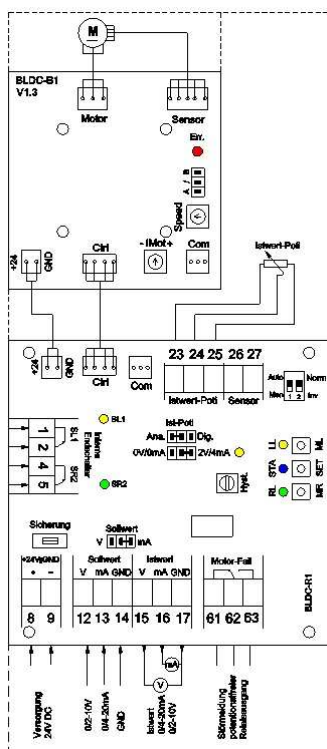 M
BLDC-B1
V1.3
Motor
Sensor
Err.
A / B
Speed
+24
GND
Ctrl
- IMot +
Com
Istwert-Poti
23 24 25 26 27
+24
GND
Ctrl
Com
Istwert-Poti
Sensor
Auto
Norm
Man
1 2
Inv
SL1
Ist-Poti
Ana.
Dig.
0V/0mA
2V/4mA
1
2
4
5
SL1
SR2
Interne
Endschalter
SR2
Hyst.
LL
ML
STA
SET
RL
MR
Sicherung
Sollwert
V
mA
+24V
GND
+
-
Sollwert
V mA GND
Istwert
V mA GND
Motor-Fail
BLDC-R1
8 9 12 13 14 15 16 17 61 62 63
mA
V
Versorgung
24V DC
0/2-10V
0/4-20mA
GND
Istwert
0/4-20mA
0/2-10V
Störmeldung
potentionsfreier
Relaisausgang